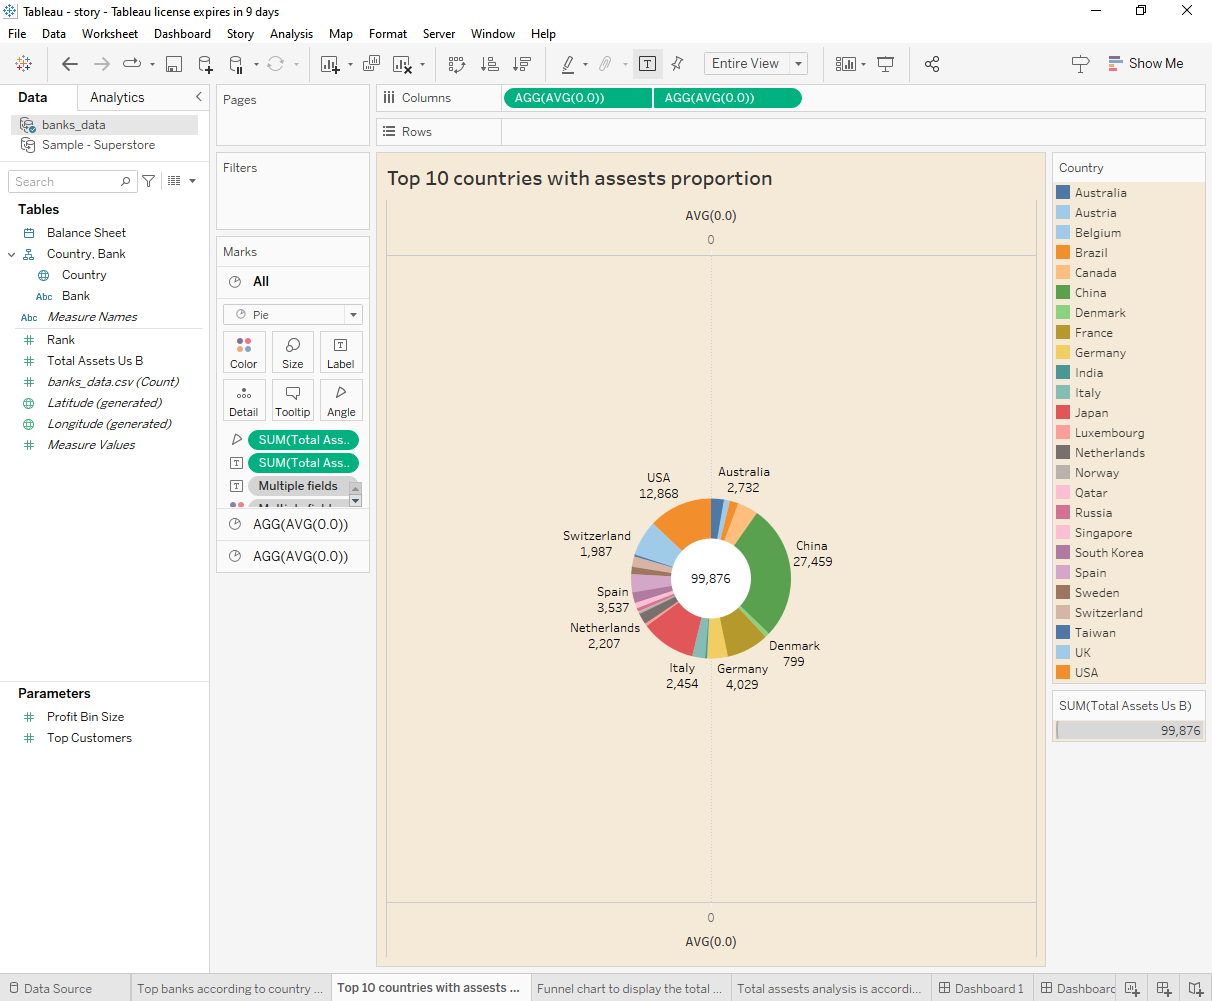 Tableau - story - Tableau license expires in 9 days
File Data Worksheet Dashboard Story Analysis Map Format Server Window Help
Entire View
Show Me
Data Analytics
banks_data
Sample - Superstore
Search
Tables
Balance Sheet
Country, Bank
Country
Abc Bank
Abc Measure Names
Rank
Total Assets Us B
banks_data.csv (Count)
Latitude (generated)
Longitude (generated)
Measure Values
Parameters
Profit Bin Size
Top Customers
Pages
Filters
Marks
All
Pie
Color Size Label
Detail Tooltip Angle
SUM(Total Ass..
SUM(Total Ass..
Multiple fields
AGG(AVG(0.0))
AGG(AVG(0.0))
Columns AGG(AVG(0.0)) AGG(AVG(0.0))
Rows
Top 10 countries with assests proportion
AVG(0.0)
0
Australia
2,732
USA
12,868
Switzerland
1,987
China
27,459
99,876
Spain
3,537
Netherlands
2,207
Denmark
799
Italy
2,454
Germany
4,029
0
AVG(0.0)
Country
Australia
Austria
Belgium
Brazil
Canada
China
Denmark
France
Germany
India
Italy
Japan
Luxembourg
Netherlands
Norway
Qatar
Russia
Singapore
South Korea
Spain
Sweden
Switzerland
Taiwan
UK
USA
SUM(Total Assets Us B)
99,876
Data Source
Top banks according to country ...
Top 10 countries with assests ...
Funnel chart to display the total ...
Total assests analysis is accordi...
Dashboard 1
Dashboard